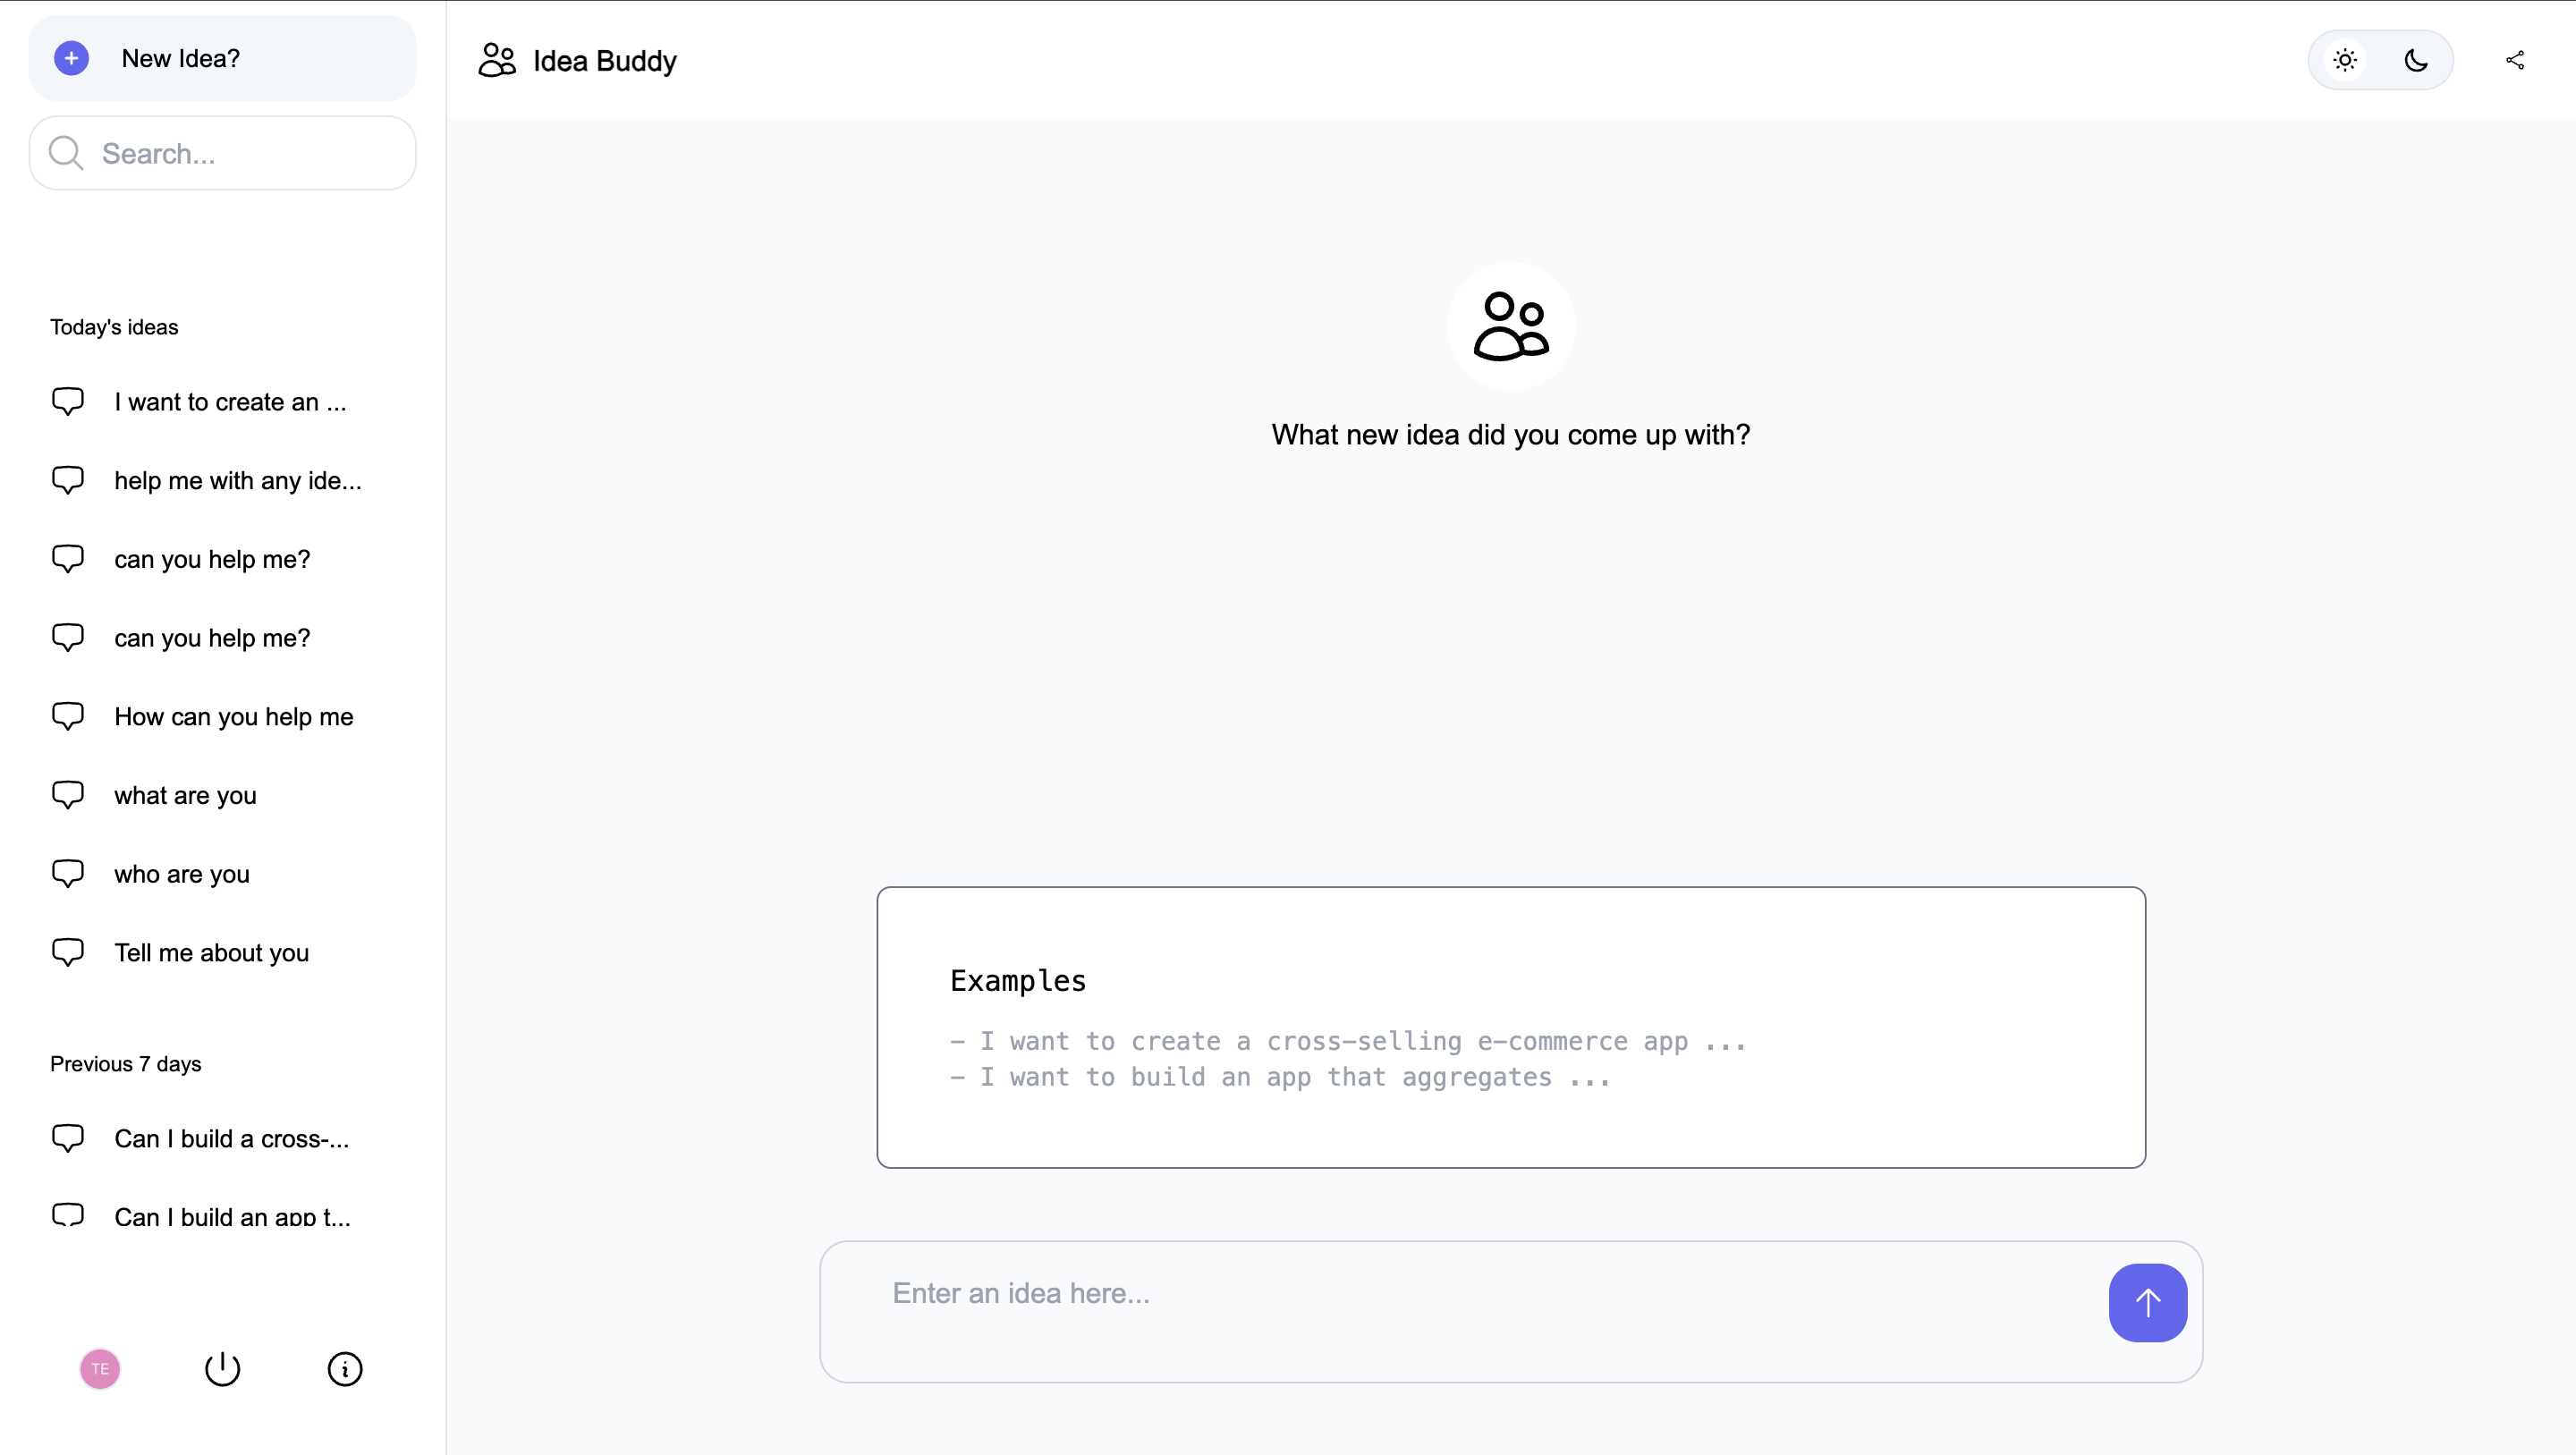 New Idea?
Search...
Today's ideas
I want to create an ...
help me with any ide...
can you help me?
can you help me?
How can you help me
what are you
who are you
Tell me about you
Previous 7 days
Can I build a cross-...
Can I build an app t...
TE
Idea Buddy
What new idea did you come up with?
Examples
– I want to create a cross–selling e–commerce app ...
– I want to build an app that aggregates ...
Enter an idea here...